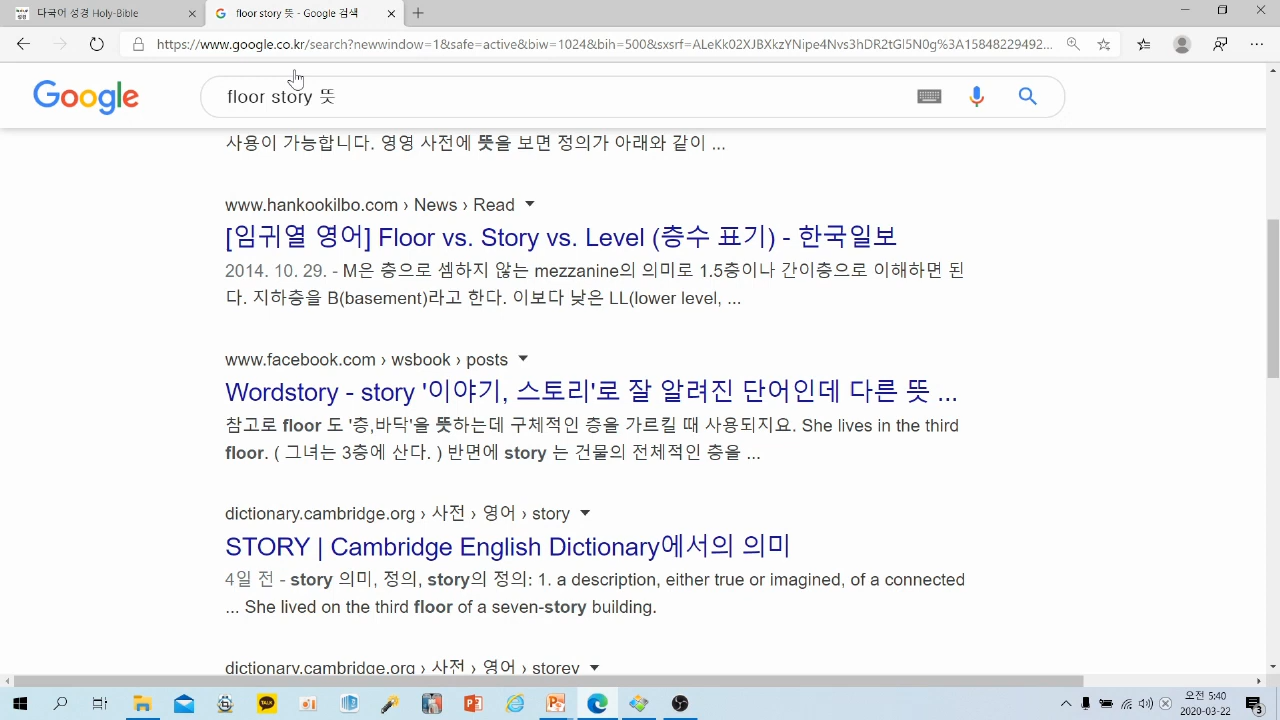 다국어 성경 Holy-Bible
floor story 뜻 - Google 검색
https://www.google.co.kr/search?newwindow=1&safe=active&biw=1024&bih=500&sxsrf=ALeKk02XJBXkzYNipe4Nvs3hDR2tGl5N0g%3A15848229492...
Google
floor story 뜻
사용이 가능합니다. 영영 사전에 뜻을 보면 정의가 아래와 같이 ...
www.hankookilbo.com › News › Read
[임귀열 영어] Floor vs. Story vs. Level (층수 표기) - 한국일보
2014. 10. 29. - M은 층으로 셈하지 않는 mezzanine의 의미로 1.5층이나 간이층으로 이해하면 된
다. 지하층을 B(basement)라고 한다. 이보다 낮은 LL(lower level, ...
www.facebook.com › wsbook › posts
Wordstory - story '이야기, 스토리'로 잘 알려진 단어인데 다른 뜻 ...
참고로 floor 도 '층,바닥'을 뜻하는데 구체적인 층을 가르킬 때 사용되지요. She lives in the third
floor. ( 그녀는 3층에 산다. ) 반면에 story 는 건물의 전체적인 층을 ...
dictionary.cambridge.org › 사전 › 영어 › story
STORY | Cambridge English Dictionary에서의 의미
4일 전 - story 의미, 정의, story의 정의: 1. a description, either true or imagined, of a connected
... She lived on the third floor of a seven-story building.
dictionary.cambridge.org › 사전 › 영어 › storey
오전 5:40
2020-03-22